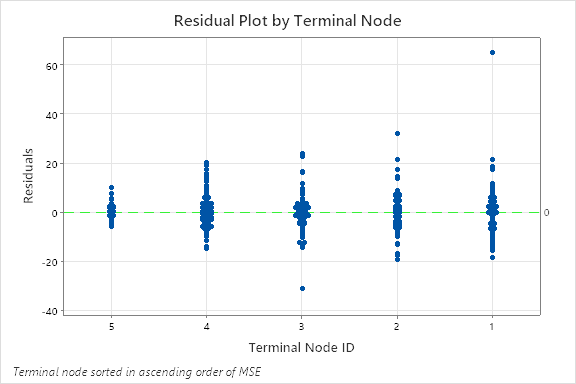 Residual Plot by Terminal Node
60
40
20
0
-20
-40
0
5 4 3 2 1
Residuals
Terminal Node ID
Terminal node sorted in ascending order of MSE